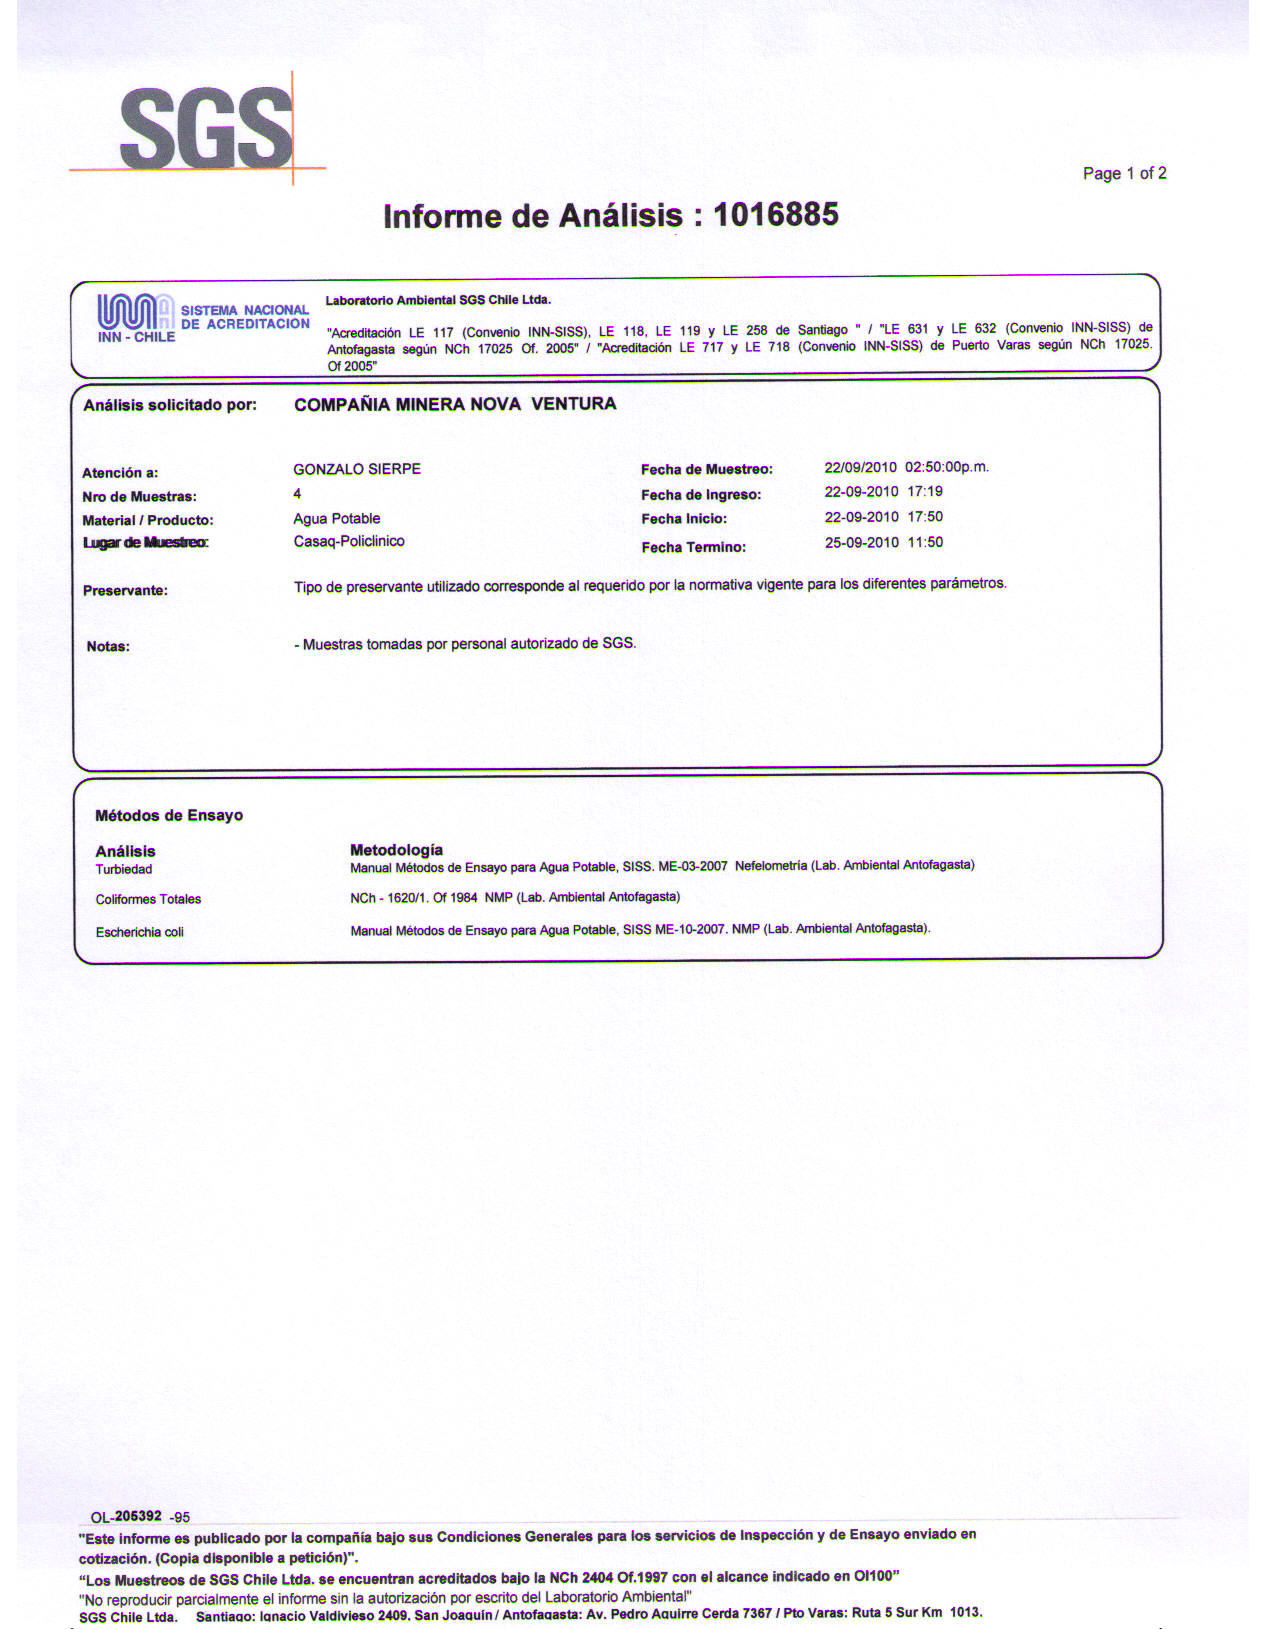 SGS
Page 1 of 2
Informe de Análisis : 1016885
INN - CHILE
SISTEMA NACIONAL
DE ACREDITACION
Laboratorio Ambiental SGS Chile Ltda.
"Acreditación LE 117 (Convenio INN-SISS), LE 118, LE 119 y LE 258 de Santiago " / "LE 631 y LE 632 (Convenio INN-SISS) de
Antofagasta según NCh 17025 Of. 2005" / "Acreditación LE 717 y LE 718 (Convenio INN-SISS) de Puerto Varas según NCh 17025.
Of 2005"
Análisis solicitado por: COMPAÑIA MINERA NOVA VENTURA
Atención a: GONZALO SIERPE Fecha de Muestreo: 22/09/2010 02:50:00p.m.
Nro de Muestras: 4 Fecha de Ingreso: 22-09-2010 17:19
Material / Producto: Agua Potable Fecha Inicio: 22-09-2010 17:50
Lugar de Muestreo: Casaq-Policlinico Fecha Termino: 25-09-2010 11:50
Preservante: Tipo de preservante utilizado corresponde al requerido por la normativa vigente para los diferentes parámetros.
Notas: - Muestras tomadas por personal autorizado de SGS.
Métodos de Ensayo
Análisis Metodología
Turbiedad Manual Métodos de Ensayo para Agua Potable, SISS. ME-03-2007 Nefelometría (Lab. Ambiental Antofagasta)
Coliformes Totales NCh - 1620/1. Of 1984 NMP (Lab. Ambiental Antofagasta)
Escherichia coli Manual Métodos de Ensayo para Agua Potable, SISS ME-10-2007. NMP (Lab. Ambiental Antofagasta).
OL-205392 -95
"Este informe es publicado por la compañía bajo sus Condiciones Generales para los servicios de Inspección y de Ensayo enviado en
cotización. (Copia disponible a petición)".
"Los Muestreos de SGS Chile Ltda. se encuentran acreditados bajo la NCh 2404 Of.1997 con el alcance indicado en OI100"
"No reproducir parcialmente el informe sin la autorización por escrito del Laboratorio Ambiental"
SGS Chile Ltda. Santiago: Ignacio Valdivieso 2409. San Joaquín / Antofagasta: Av. Pedro Aguirre Cerda 7367 / Pto Varas: Ruta 5 Sur Km 1013.